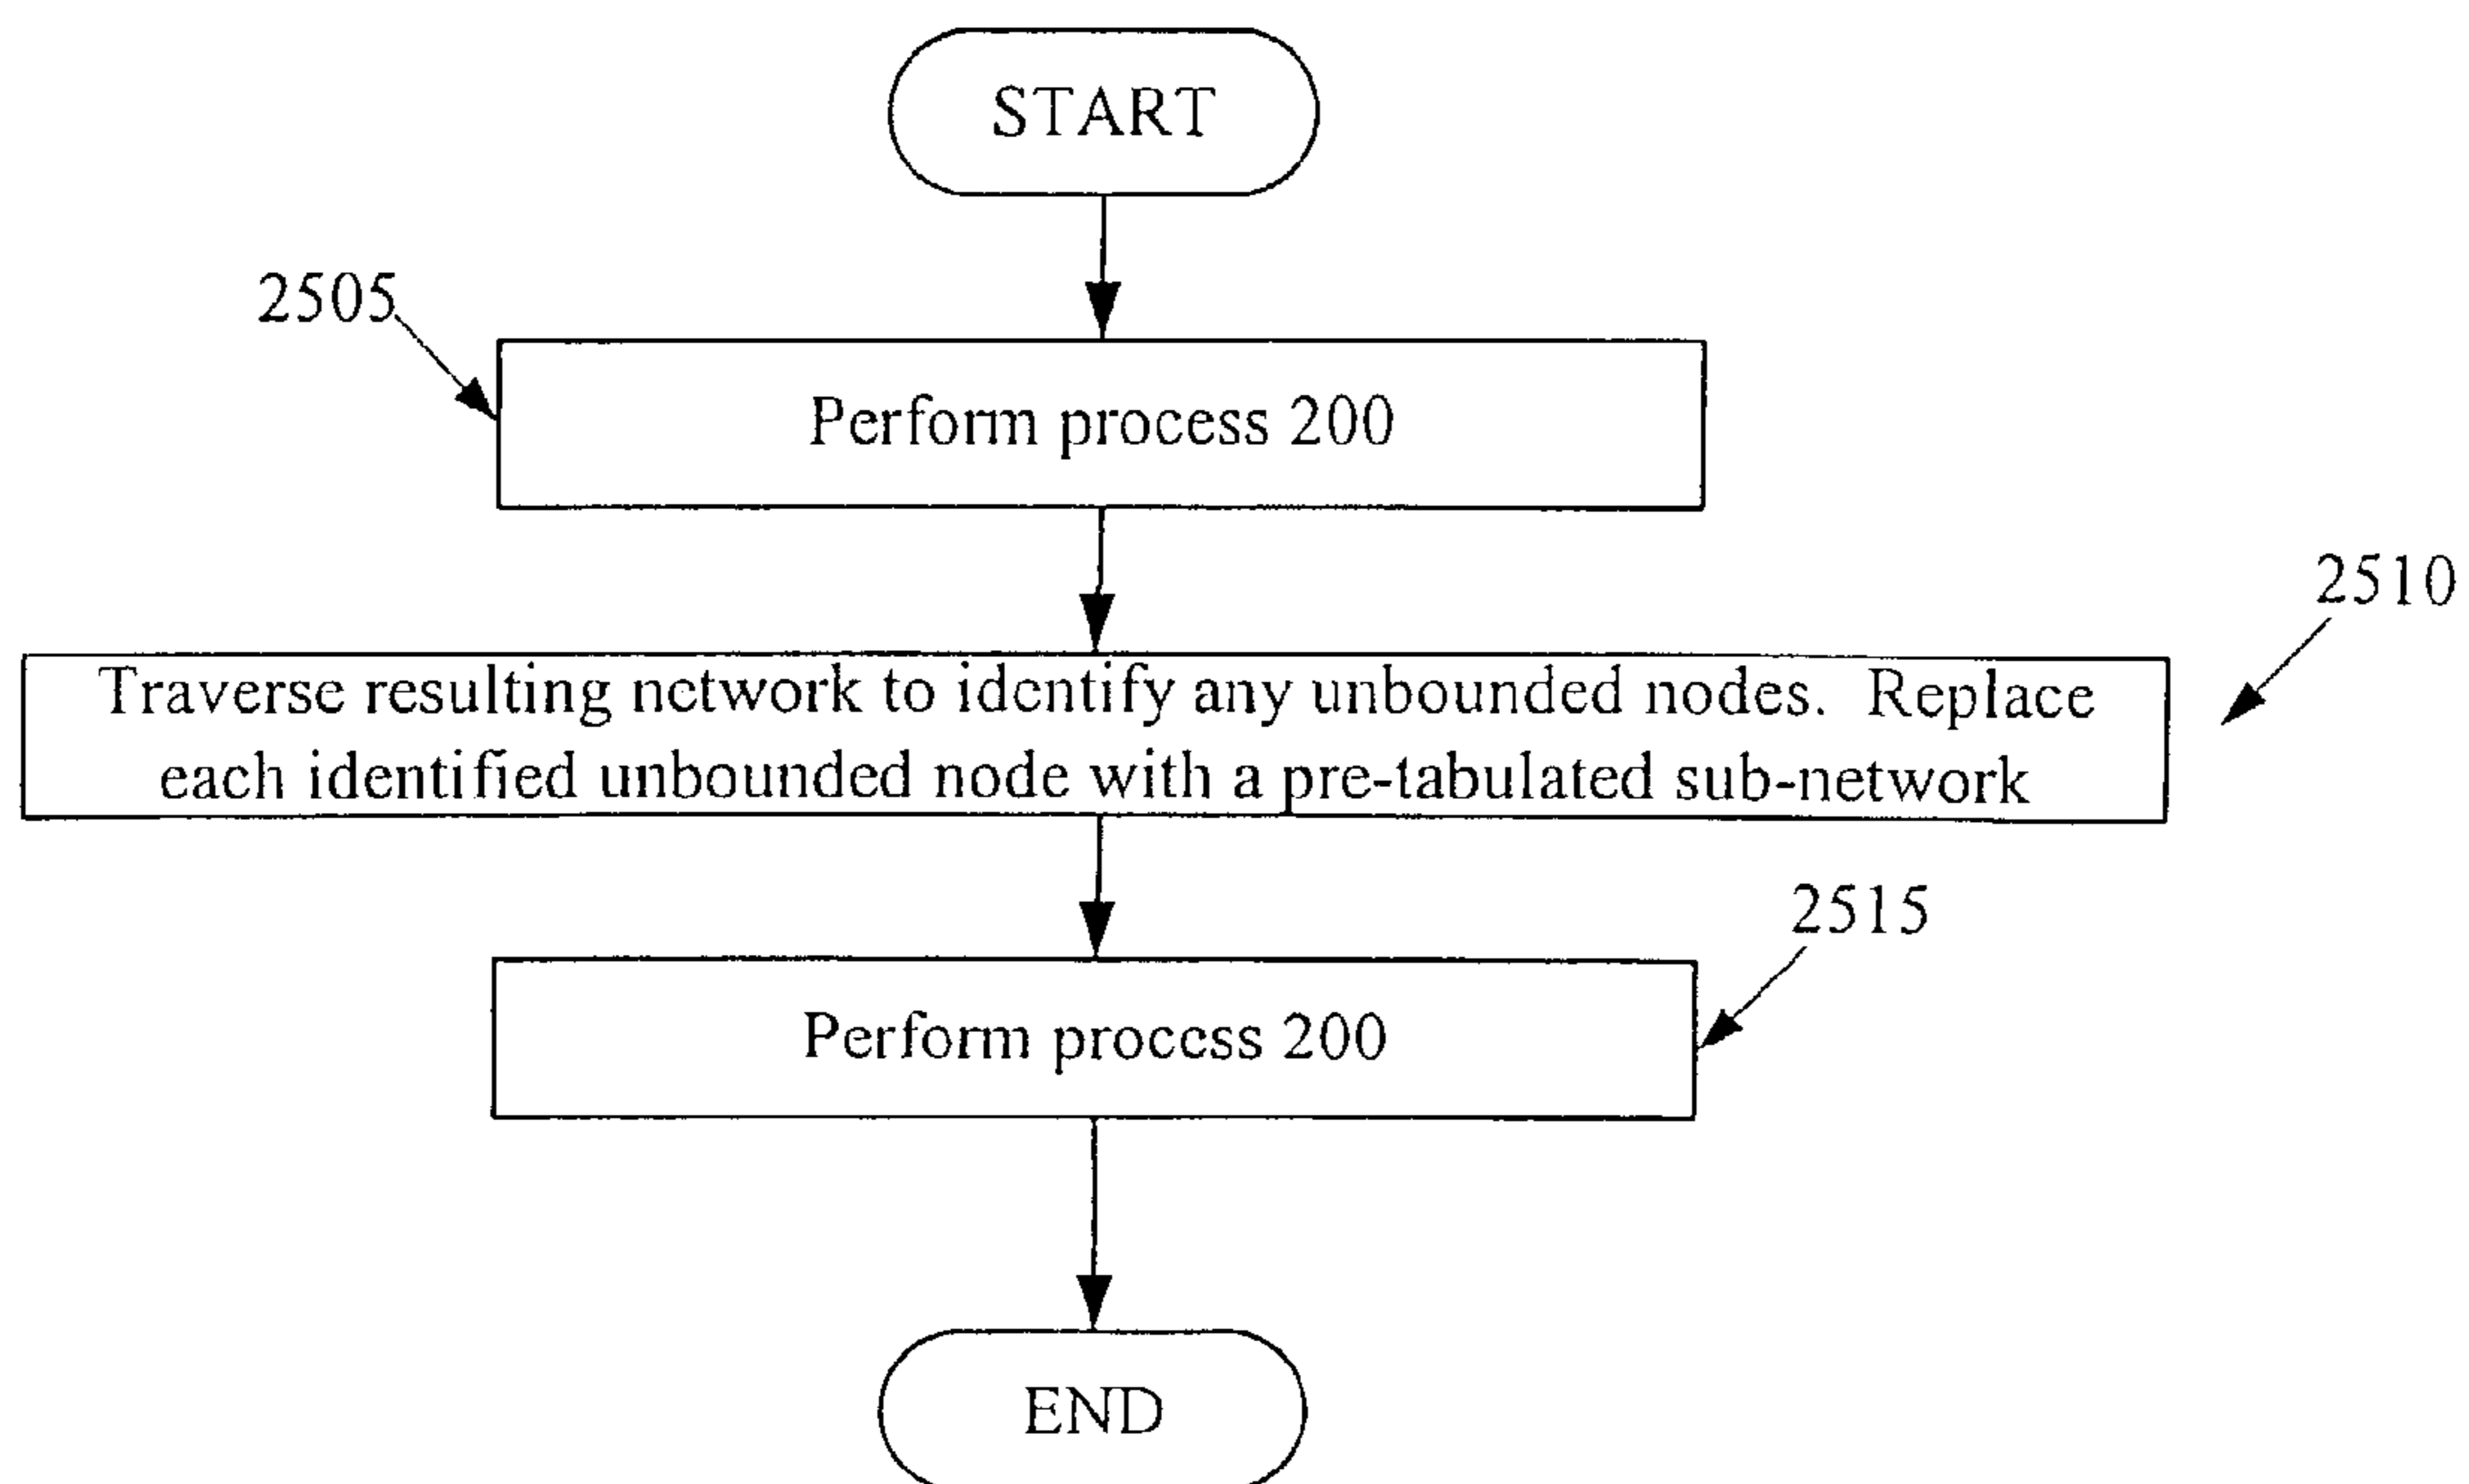 START
2505
Perform process 200
2510
Traverse resulting network to identify any unbounded nodes. Replace
each identified unbounded node with a pre-tabulated sub-network
2515
Perform process 200
END